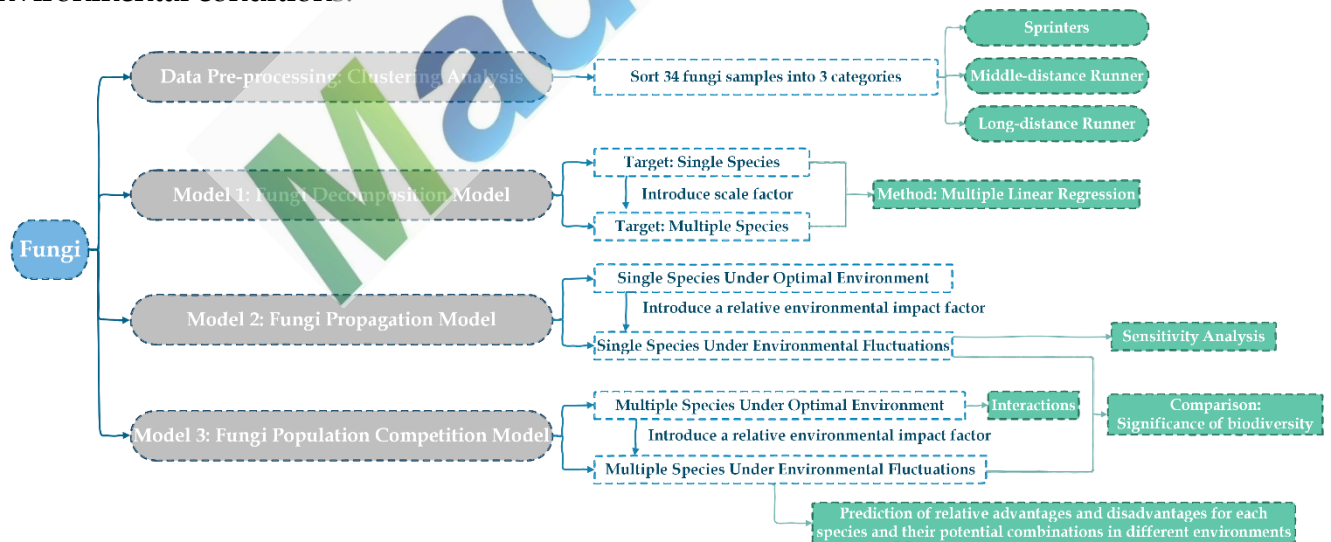 Fungi
Data Pre-processing: Clustering Analysis
Sort 34 fungi samples into 3 categories
Sprinters
Middle-distance Runner
Long-distance Runner
Model 1: Fungi Decomposition Model
Target: Single Species
Introduce scale factor
Target: Multiple Species
Method: Multiple Linear Regression
Model 2: Fungi Propagation Model
Single Species Under Optimal Environment
Introduce a relative environmental impact factor
Single Species Under Environmental Fluctuations
Sensitivity Analysis
Model 3: Fungi Population Competition Model
Multiple Species Under Optimal Environment
Interactions
Introduce a relative environmental impact factor
Multiple Species Under Environmental Fluctuations
Comparison:
Significance of biodiversity
Prediction of relative advantages and disadvantages for each
species and their potential combinations in different environments